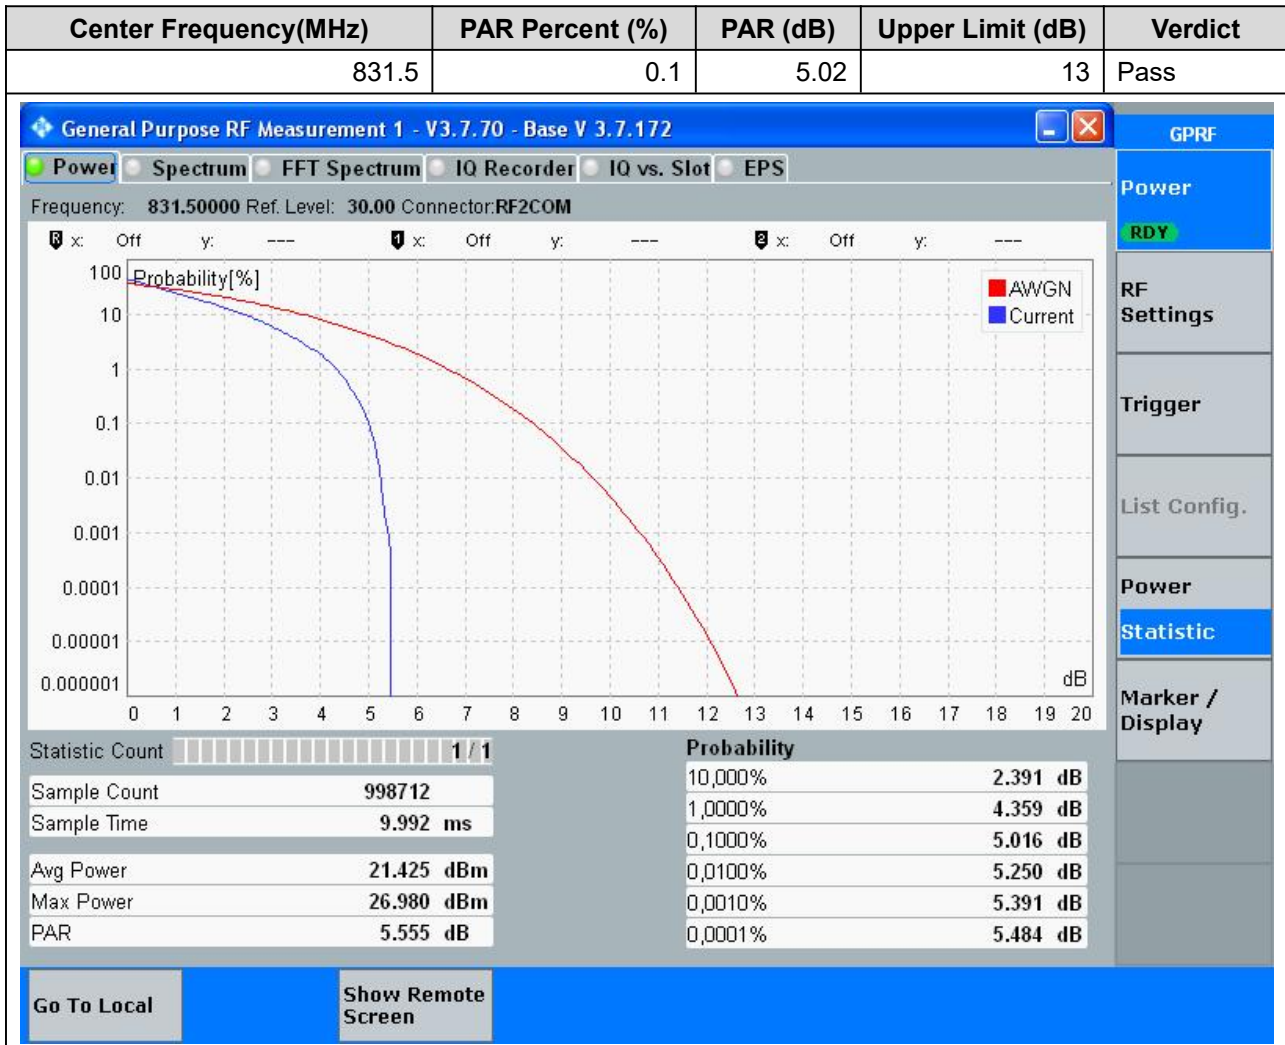 Center Frequency(MHz) PAR Percent (%) PAR (dB) Upper Limit (dB) Verdict
831.5 0.1 5.02 13 Pass
General Purpose RF Measurement 1 - V3.7.70 - Base V 3.7.172
GPRF
Power Spectrum FFT Spectrum IQ Recorder IQ vs. Slot EPS
Frequency: 831.50000 Ref. Level: 30.00 Connector:RF2COM
R x: Off y: --- 1 x: Off y: --- 2 x: Off y: ---
Probability[%]
AWGN
Current
100
10
1
0.1
0.01
0.001
0.0001
0.00001
0.000001
dB
0 1 2 3 4 5 6 7 8 9 10 11 12 13 14 15 16 17 18 19 20
Statistic Count 1 / 1
Sample Count 998712
Sample Time 9.992 ms
Avg Power 21.425 dBm
Max Power 26.980 dBm
PAR 5.555 dB
Probability
10,000% 2.391 dB
1,0000% 4.359 dB
0,1000% 5.016 dB
0,0100% 5.250 dB
0,0010% 5.391 dB
0,0001% 5.484 dB
Power
RDY
RF
Settings
Trigger
List Config.
Power
Statistic
Marker /
Display
Go To Local
Show Remote
Screen